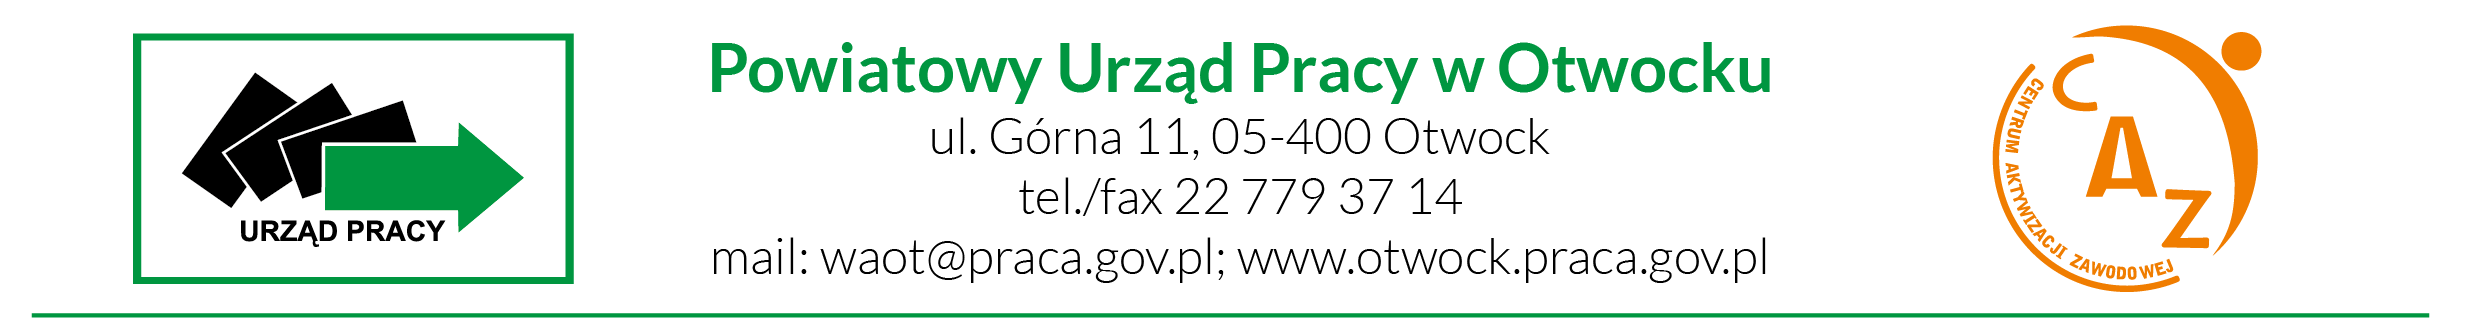 URZĄD PRACY
Powiatowy Urząd Pracy w Otwocku
ul. Górna 11, 05-400 Otwock
tel./fax 22 779 37 14
mail: waot@praca.gov.pl; www.otwock.praca.gov.pl
CAZ
CENTRUM AKTYWIZACJI ZAWODOWEJ